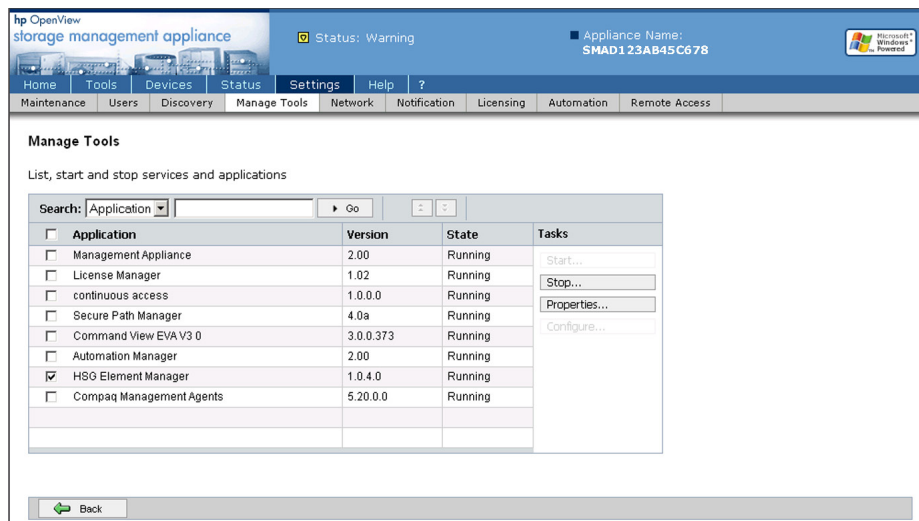 hp OpenView
storage management appliance
Status: Warning
Appliance Name:
SMAD123AB45C678
Microsoft
Windows
Powered
Home Tools Devices Status Settings Help ?
Maintenance Users Discovery Manage Tools Network Notification Licensing Automation Remote Access
Manage Tools
List, start and stop services and applications
Search: Application Go
Application Version State Tasks
Management Appliance 2.00 Running
Start...
License Manager 1.02 Running
Stop...
continuous access 1.0.0.0 Running
Properties...
Secure Path Manager 4.0a Running
Configure...
Command View EVA V3 0 3.0.0.373 Running
Automation Manager 2.00 Running
HSG Element Manager 1.0.4.0 Running
Compaq Management Agents 5.20.0.0 Running
Back